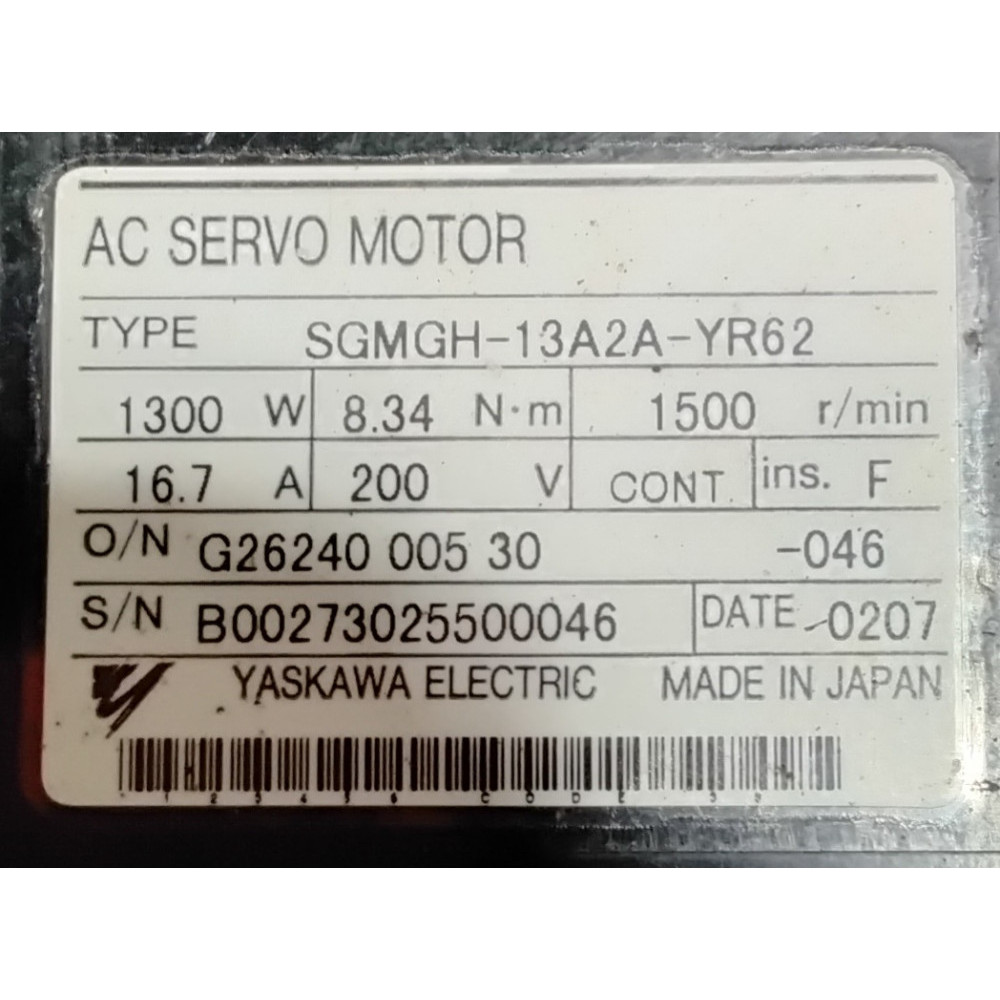 AC SERVO MOTOR
TYPE SGMGH-13A2A-YR62
1300 W 8.34 N·m 1500 r/min
16.7 A 200 V CONT. ins. F
O/N G26240 005 30 -046
S/N B00273025500046 DATE -0207
YASKAWA ELECTRIC MADE IN JAPAN